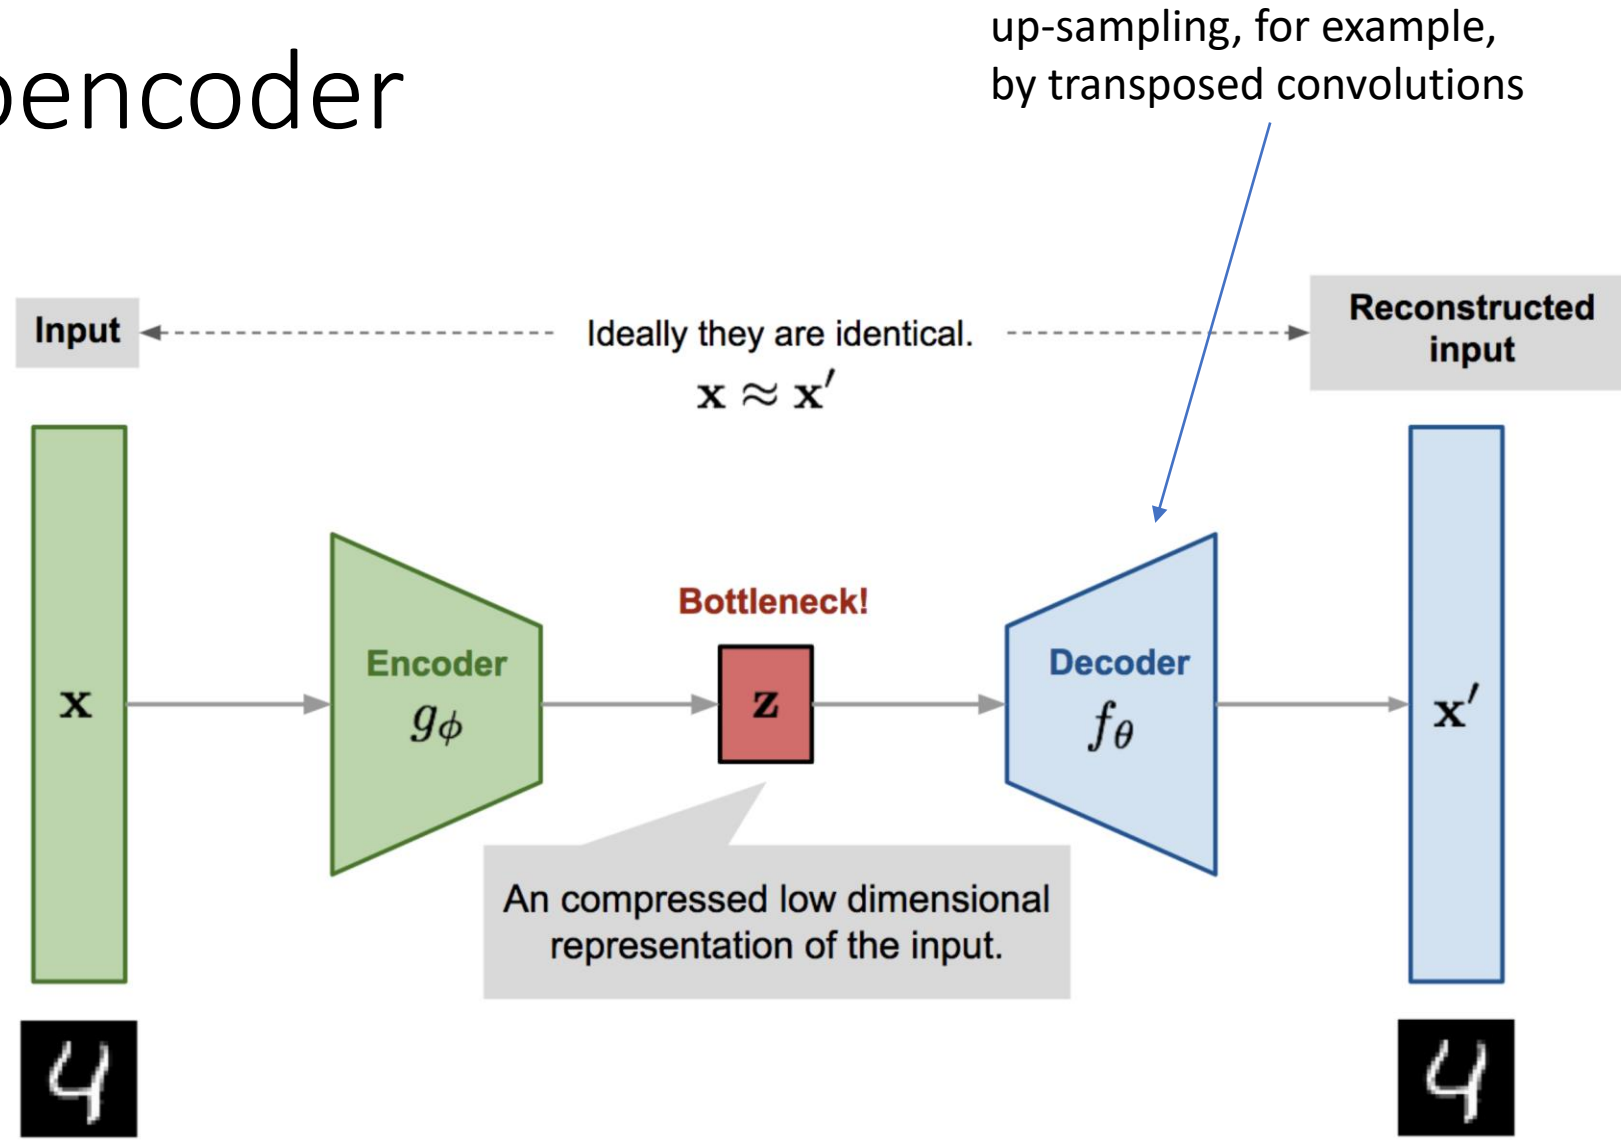 oencoder
up-sampling, for example,
by transposed convolutions
Input
Ideally they are identical.
x ≈ x′
Reconstructed
input
x
Encoder
gϕ
Bottleneck!
z
Decoder
fθ
x′
An compressed low dimensional
representation of the input.
4
4